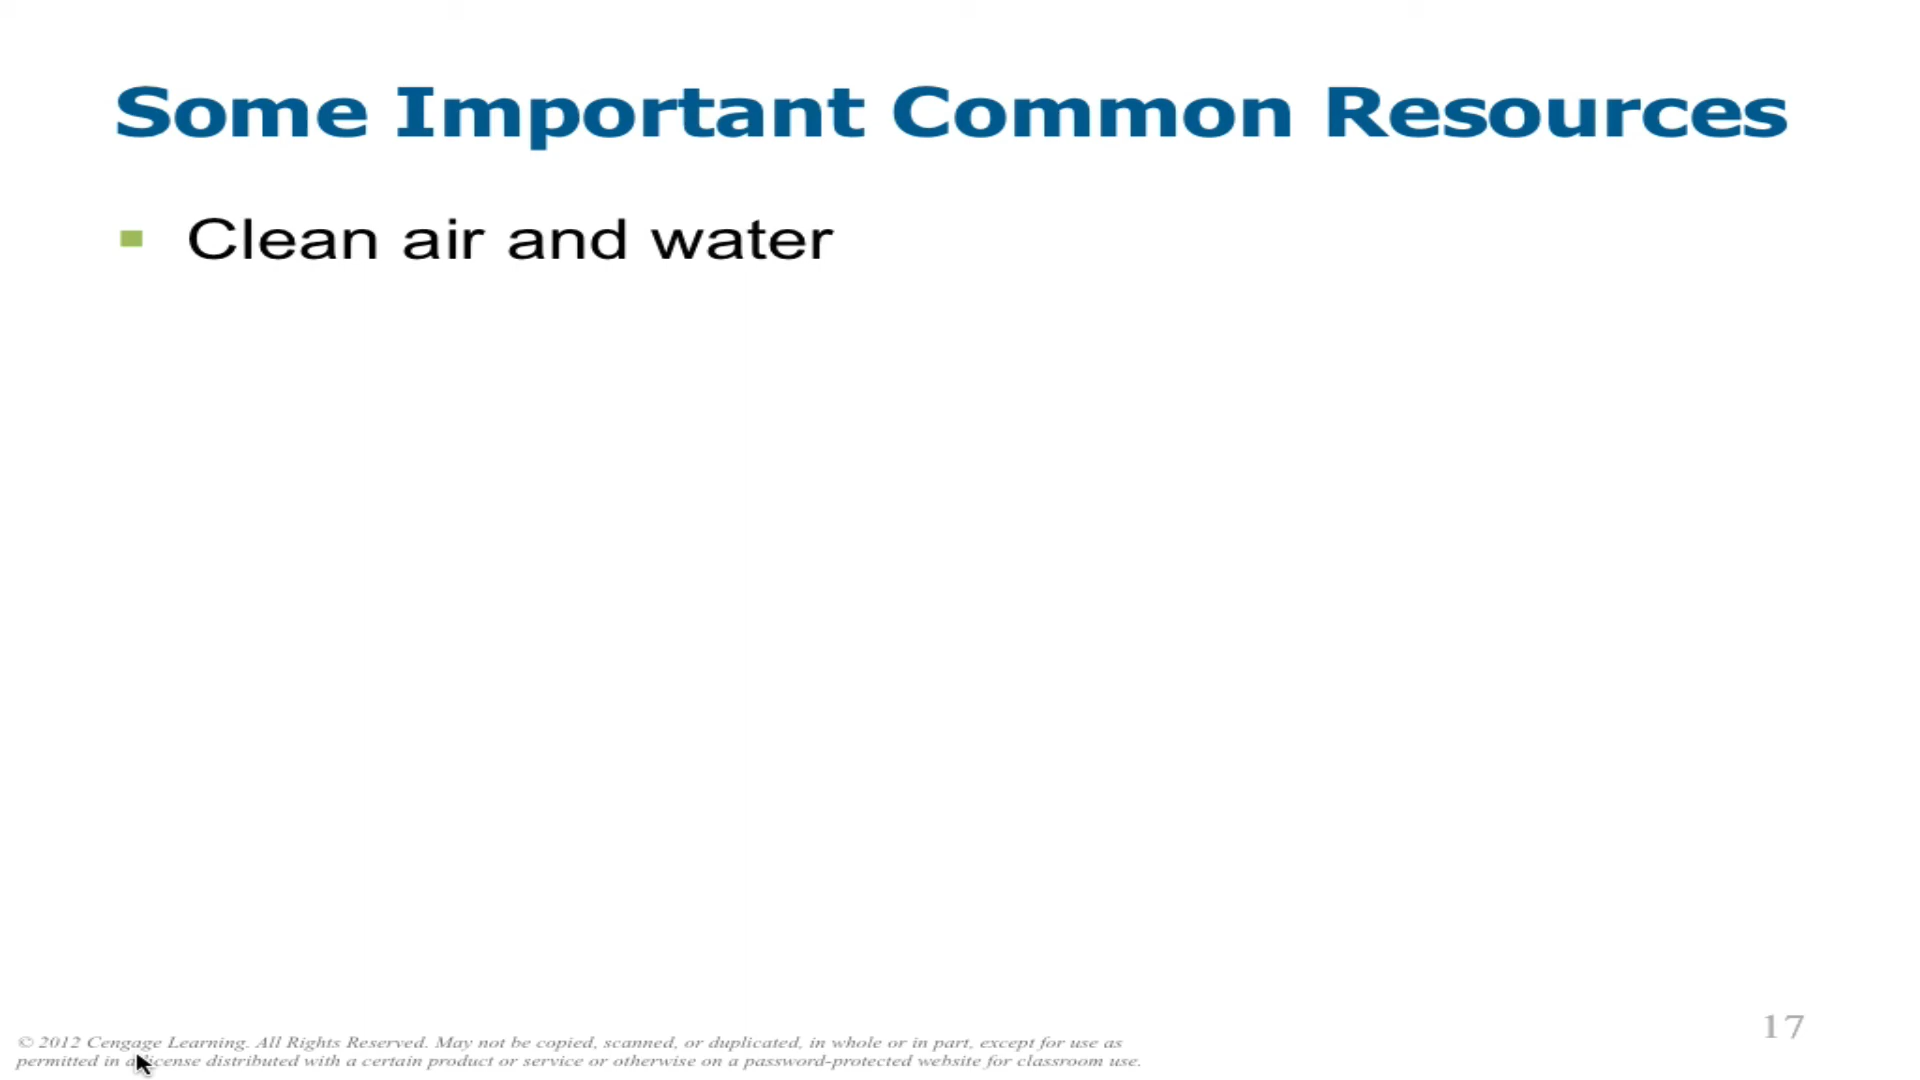 Some Important Common Resources
▪ Clean air and water
17
© 2012 Cengage Learning. All Rights Reserved. May not be copied, scanned, or duplicated, in whole or in part, except for use as
permitted in a license distributed with a certain product or service or otherwise on a password-protected website for classroom use.